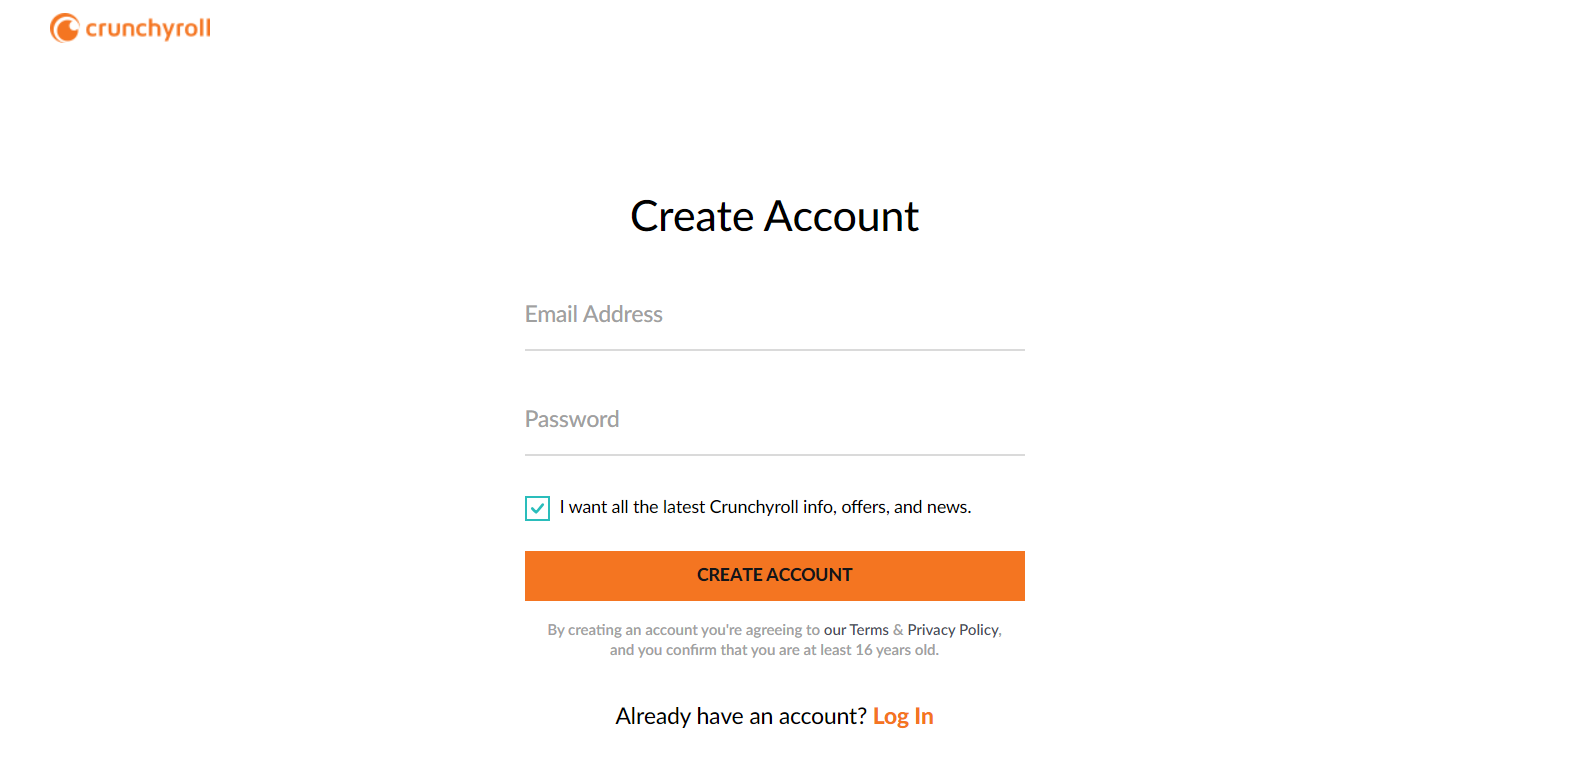 crunchyroll
Create Account
Email Address
Password
I want all the latest Crunchyroll info, offers, and news.
CREATE ACCOUNT
By creating an account you're agreeing to our Terms & Privacy Policy,
and you confirm that you are at least 16 years old.
Already have an account? Log In